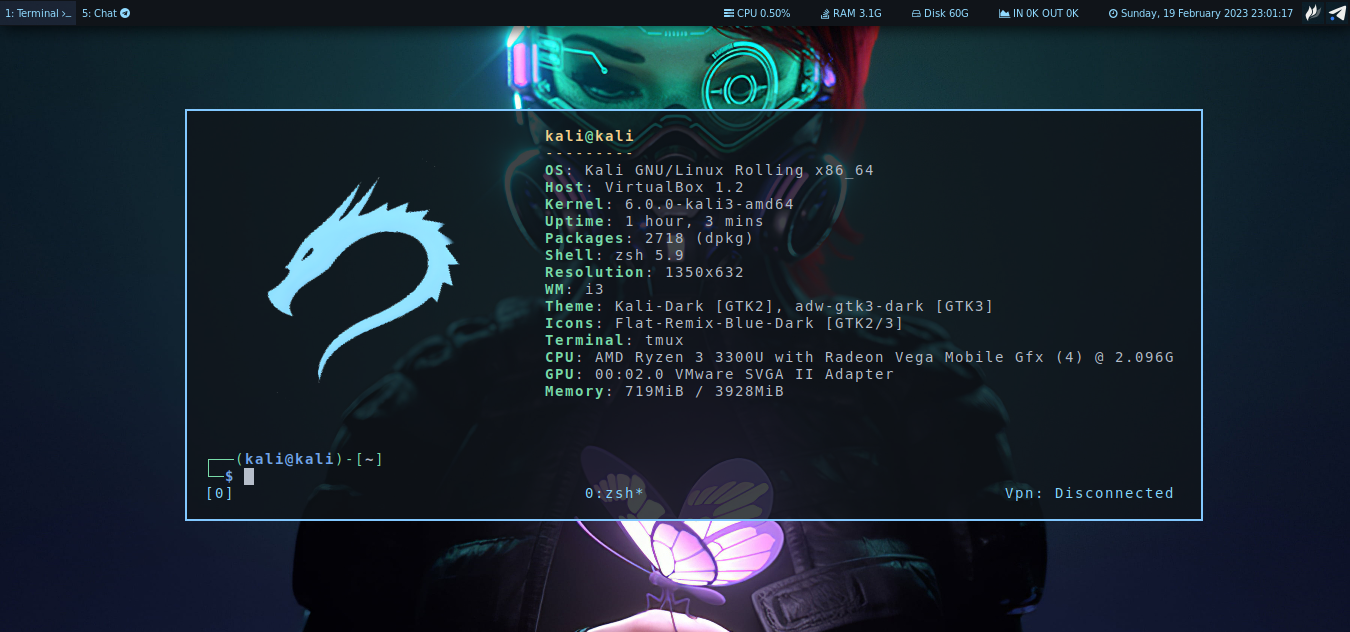 1: Terminal >_ 5: Chat CPU 0.50% RAM 3.1G Disk 60G IN 0K OUT 0K Sunday, 19 February 2023 23:01:17
kali@kali
---------
OS: Kali GNU/Linux Rolling x86_64
Host: VirtualBox 1.2
Kernel: 6.0.0-kali3-amd64
Uptime: 1 hour, 3 mins
Packages: 2718 (dpkg)
Shell: zsh 5.9
Resolution: 1350x632
WM: i3
Theme: Kali-Dark [GTK2], adw-gtk3-dark [GTK3]
Icons: Flat-Remix-Blue-Dark [GTK2/3]
Terminal: tmux
CPU: AMD Ryzen 3 3300U with Radeon Vega Mobile Gfx (4) @ 2.096G
GPU: 00:02.0 VMware SVGA II Adapter
Memory: 719MiB / 3928MiB
┌──(kali@kali)-[~]
└─$
[0] 0:zsh* Vpn: Disconnected